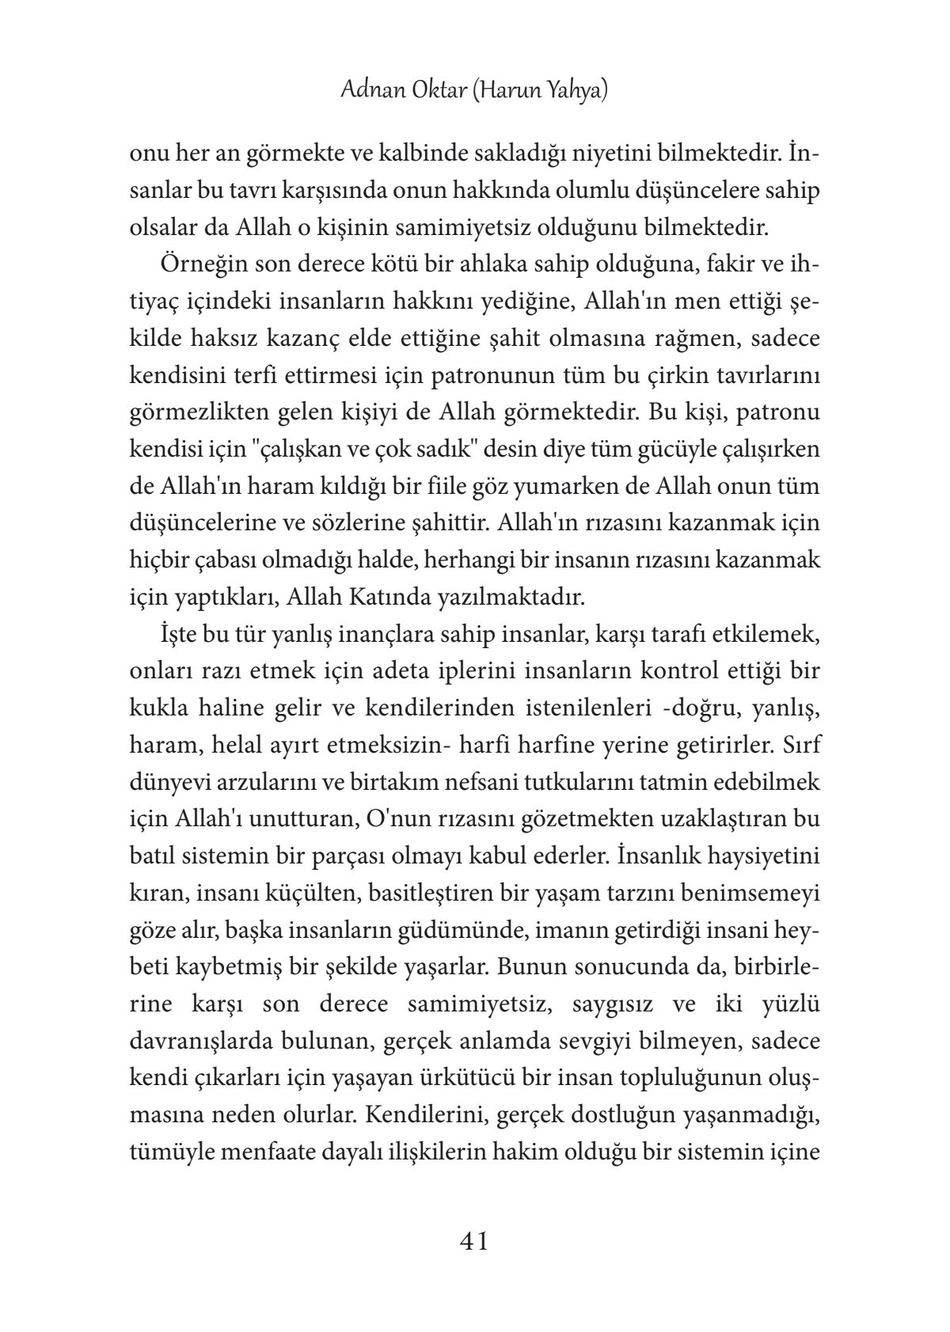 Adnan Oktar (Harun Yahya)
onu her an görmekte ve kalbinde sakladığı niyetini bilmektedir. İn-
sanlar bu tavrı karşısında onun hakkında olumlu düşüncelere sahip
olsalar da Allah o kişinin samimiyetsiz olduğunu bilmektedir.
Örneğin son derece kötü bir ahlaka sahip olduğuna, fakir ve ih-
tiyaç içindeki insanların hakkını yediğine, Allah'ın men ettiği şe-
kilde haksız kazanç elde ettiğine şahit olmasına rağmen, sadece
kendisini terfi ettirmesi için patronunun tüm bu çirkin tavırlarını
görmezlikten gelen kişiyi de Allah görmektedir. Bu kişi, patronu
kendisi için "çalışkan ve çok sadık" desin diye tüm gücüyle çalışırken
de Allah'ın haram kıldığı bir fiile göz yumarken de Allah onun tüm
düşüncelerine ve sözlerine şahittir. Allah'ın rızasını kazanmak için
hiçbir çabası olmadığı halde, herhangi bir insanın rızasını kazanmak
için yaptıkları, Allah Katında yazılmaktadır.
İşte bu tür yanlış inançlara sahip insanlar, karşı tarafı etkilemek,
onları razı etmek için adeta iplerini insanların kontrol ettiği bir
kukla haline gelir ve kendilerinden istenilenleri -doğru, yanlış,
haram, helal ayırt etmeksizin- harfi harfine yerine getirirler. Sırf
dünyevi arzularını ve birtakım nefsani tutkularını tatmin edebilmek
için Allah'ı unutturan, O'nun rızasını gözetmekten uzaklaştıran bu
batıl sistemin bir parçası olmayı kabul ederler. İnsanlık haysiyetini
kıran, insanı küçülten, basitleştiren bir yaşam tarzını benimsemeyi
göze alır, başka insanların güdümünde, imanın getirdiği insani hey-
beti kaybetmiş bir şekilde yaşarlar. Bunun sonucunda da, birbirle-
rine karşı son derece samimiyetsiz, saygısız ve iki yüzlü
davranışlarda bulunan, gerçek anlamda sevgiyi bilmeyen, sadece
kendi çıkarları için yaşayan ürkütücü bir insan topluluğunun oluş-
masına neden olurlar. Kendilerini, gerçek dostluğun yaşanmadığı,
tümüyle menfaate dayalı ilişkilerin hakim olduğu bir sistemin içine
41